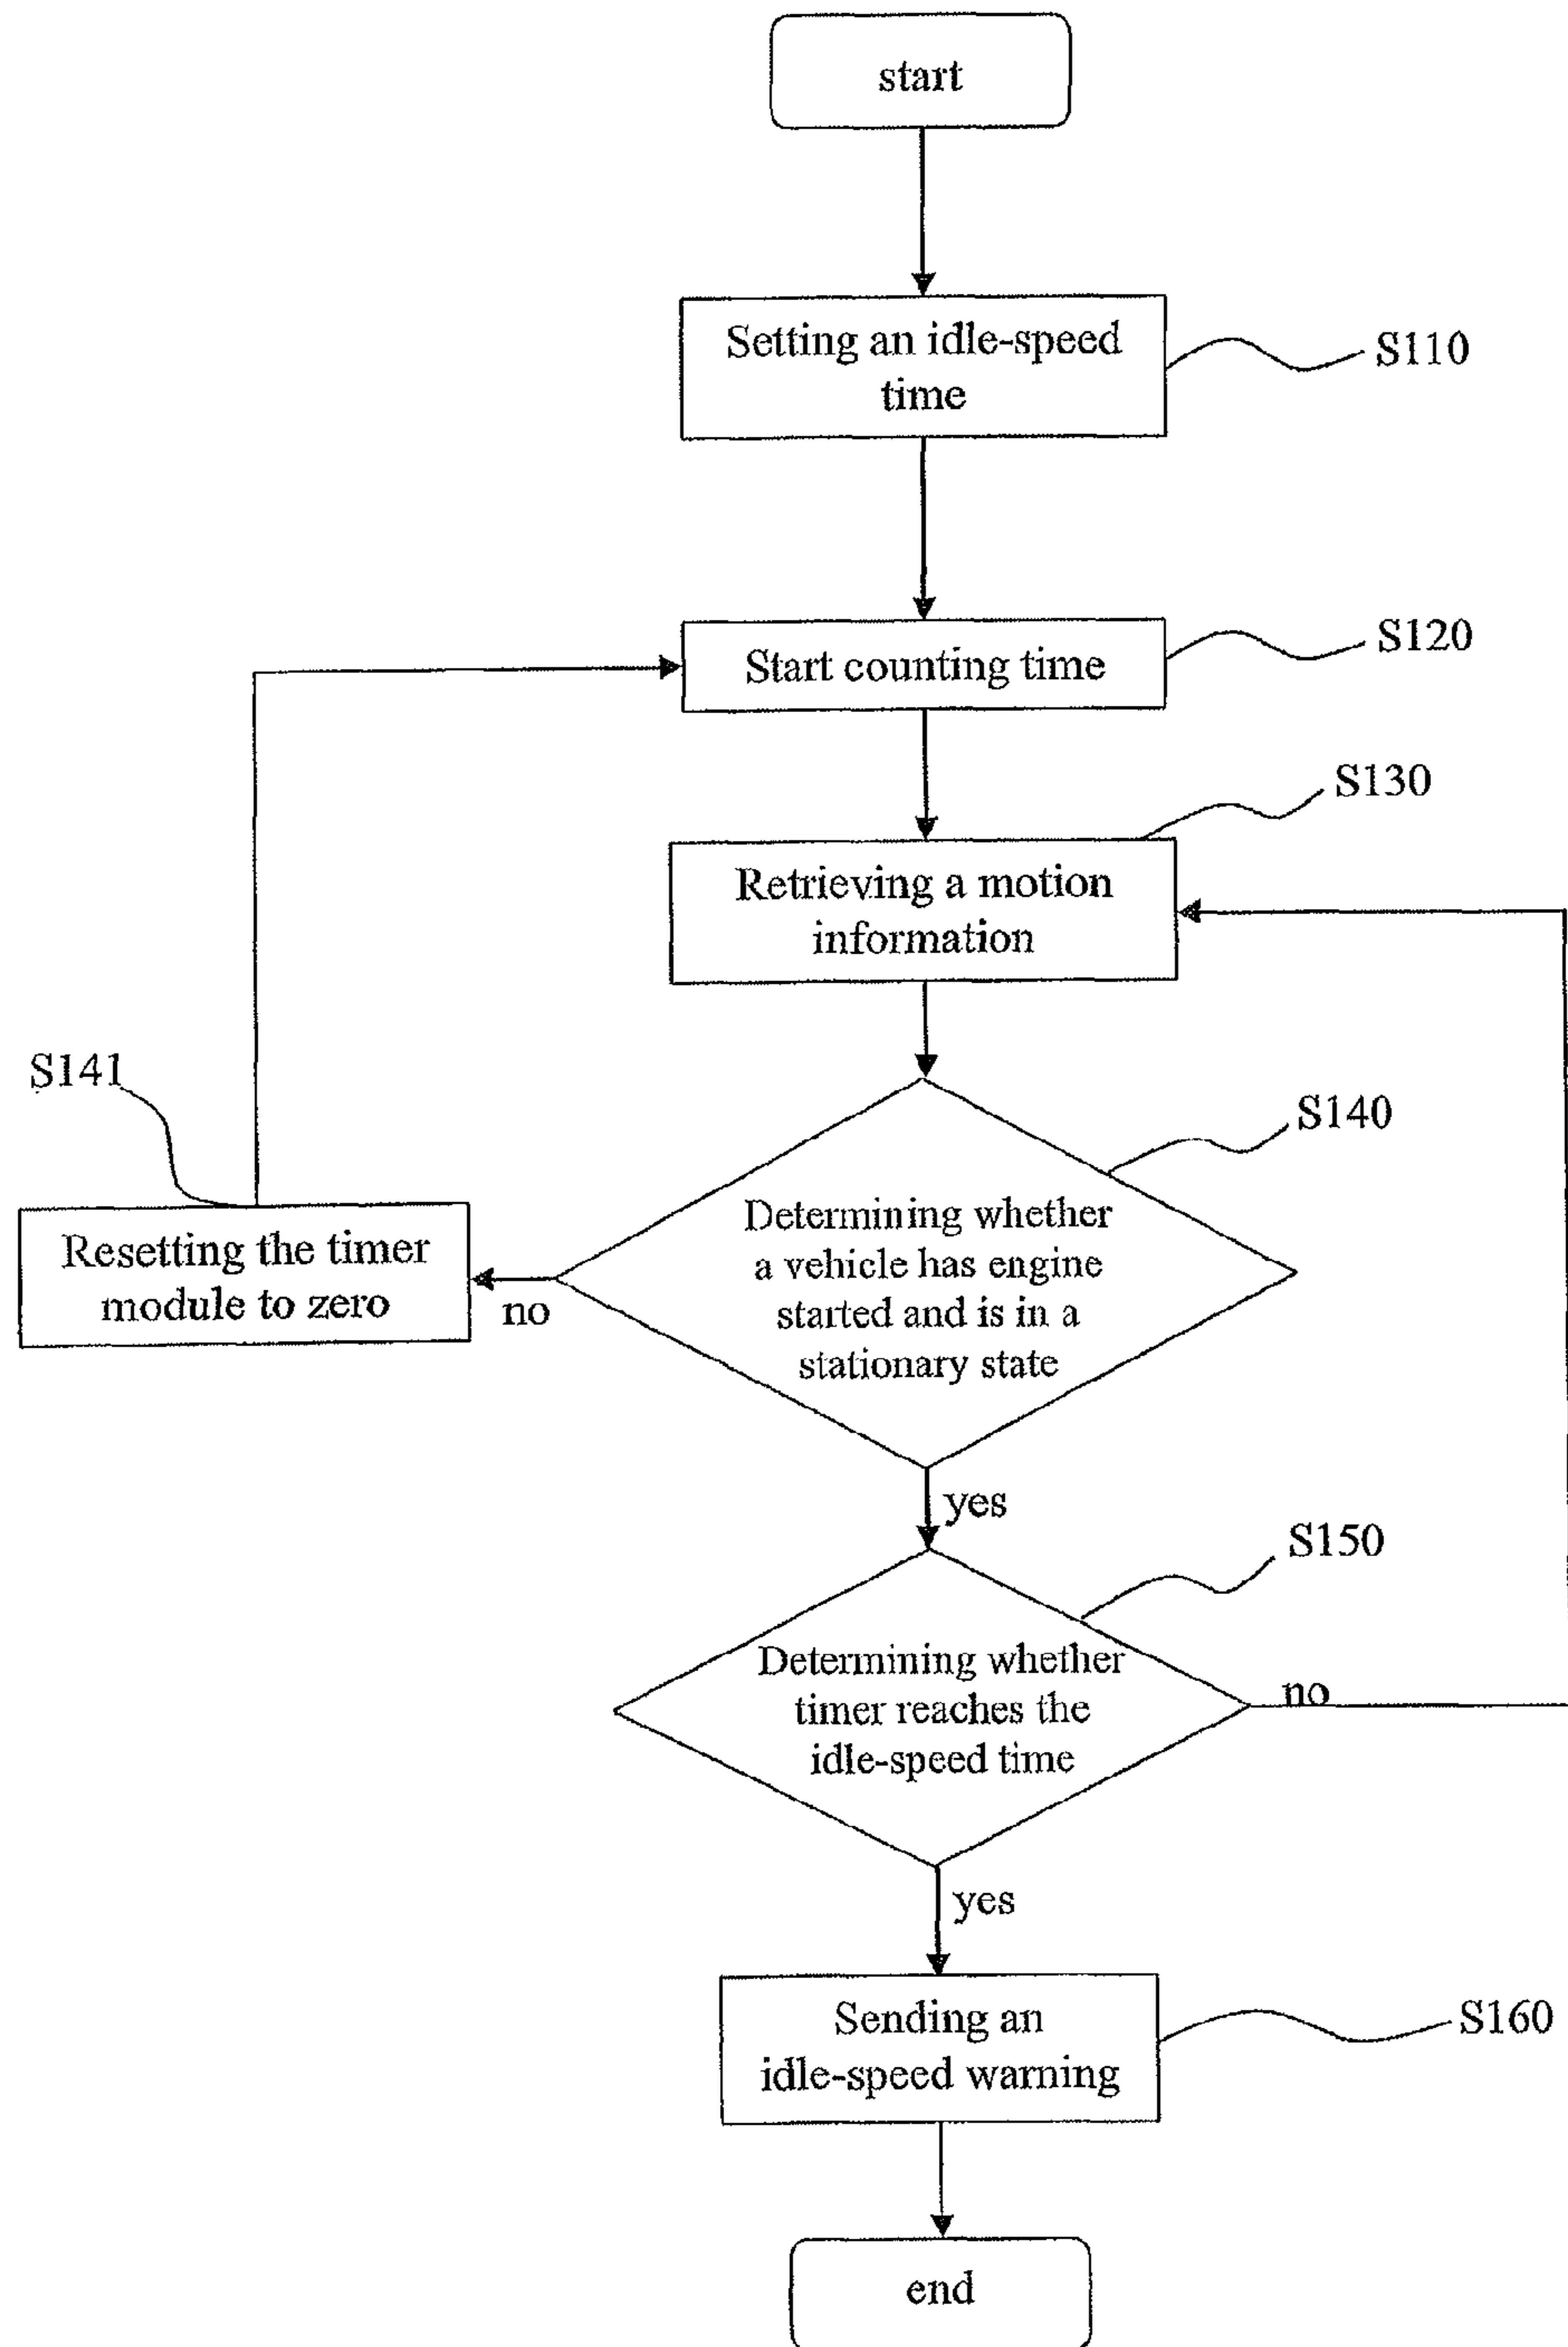 start
Setting an idle-speed
time
S110
Start counting time
S120
S130
Retrieving a motion
information
S141
S140
Determining whether
a vehicle has engine
started and is in a
stationary state
Resetting the timer
module to zero
no
yes
S150
Determining whether
timer reaches the
idle-speed time
no
yes
Sending an
idle-speed warning
S160
end